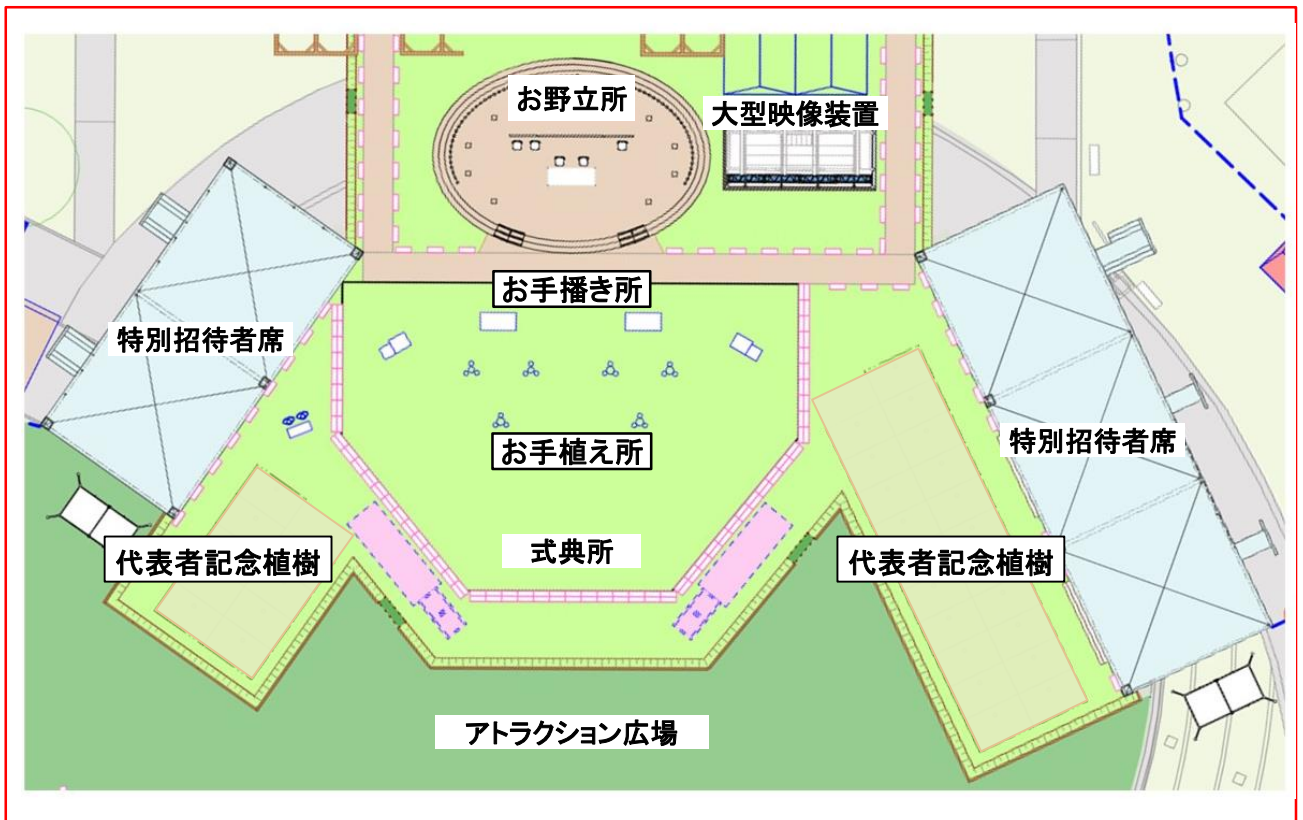 お野立所
大型映像装置
お手播き所
特別招待者席
特別招待者席
お手植え所
代表者記念植樹
式典所
代表者記念植樹
アトラクション広場